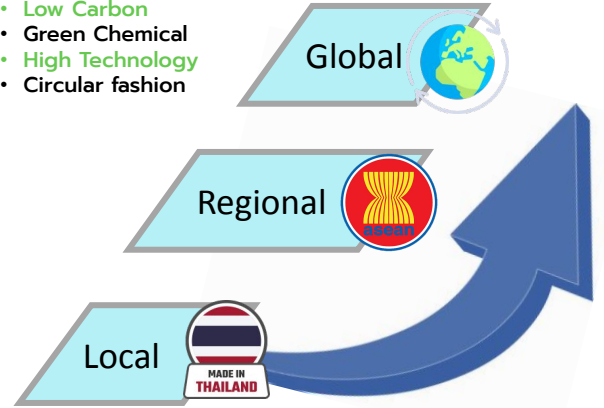 • Low Carbon
• Green Chemical
• High Technology
• Circular fashion
Global
Regional
asean
Local
MADE IN
THAILAND